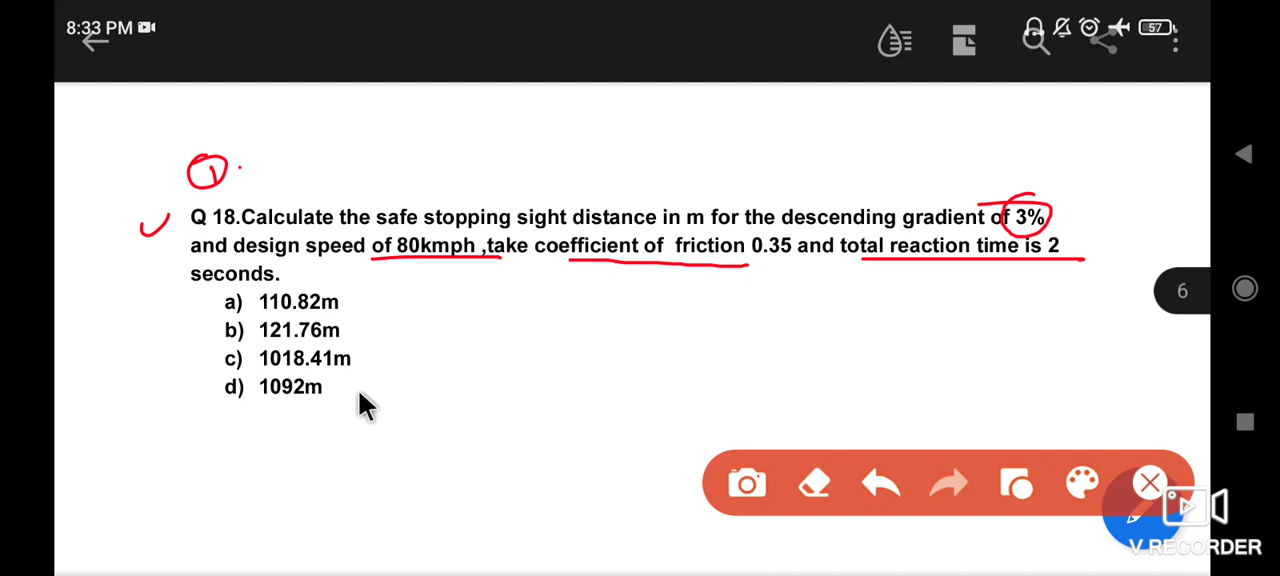 8:33 PM
57
1
Q 18.Calculate the safe stopping sight distance in m for the descending gradient of 3%
and design speed of 80kmph ,take coefficient of friction 0.35 and total reaction time is 2
seconds.
a) 110.82m
b) 121.76m
c) 1018.41m
d) 1092m
6
V RECORDER